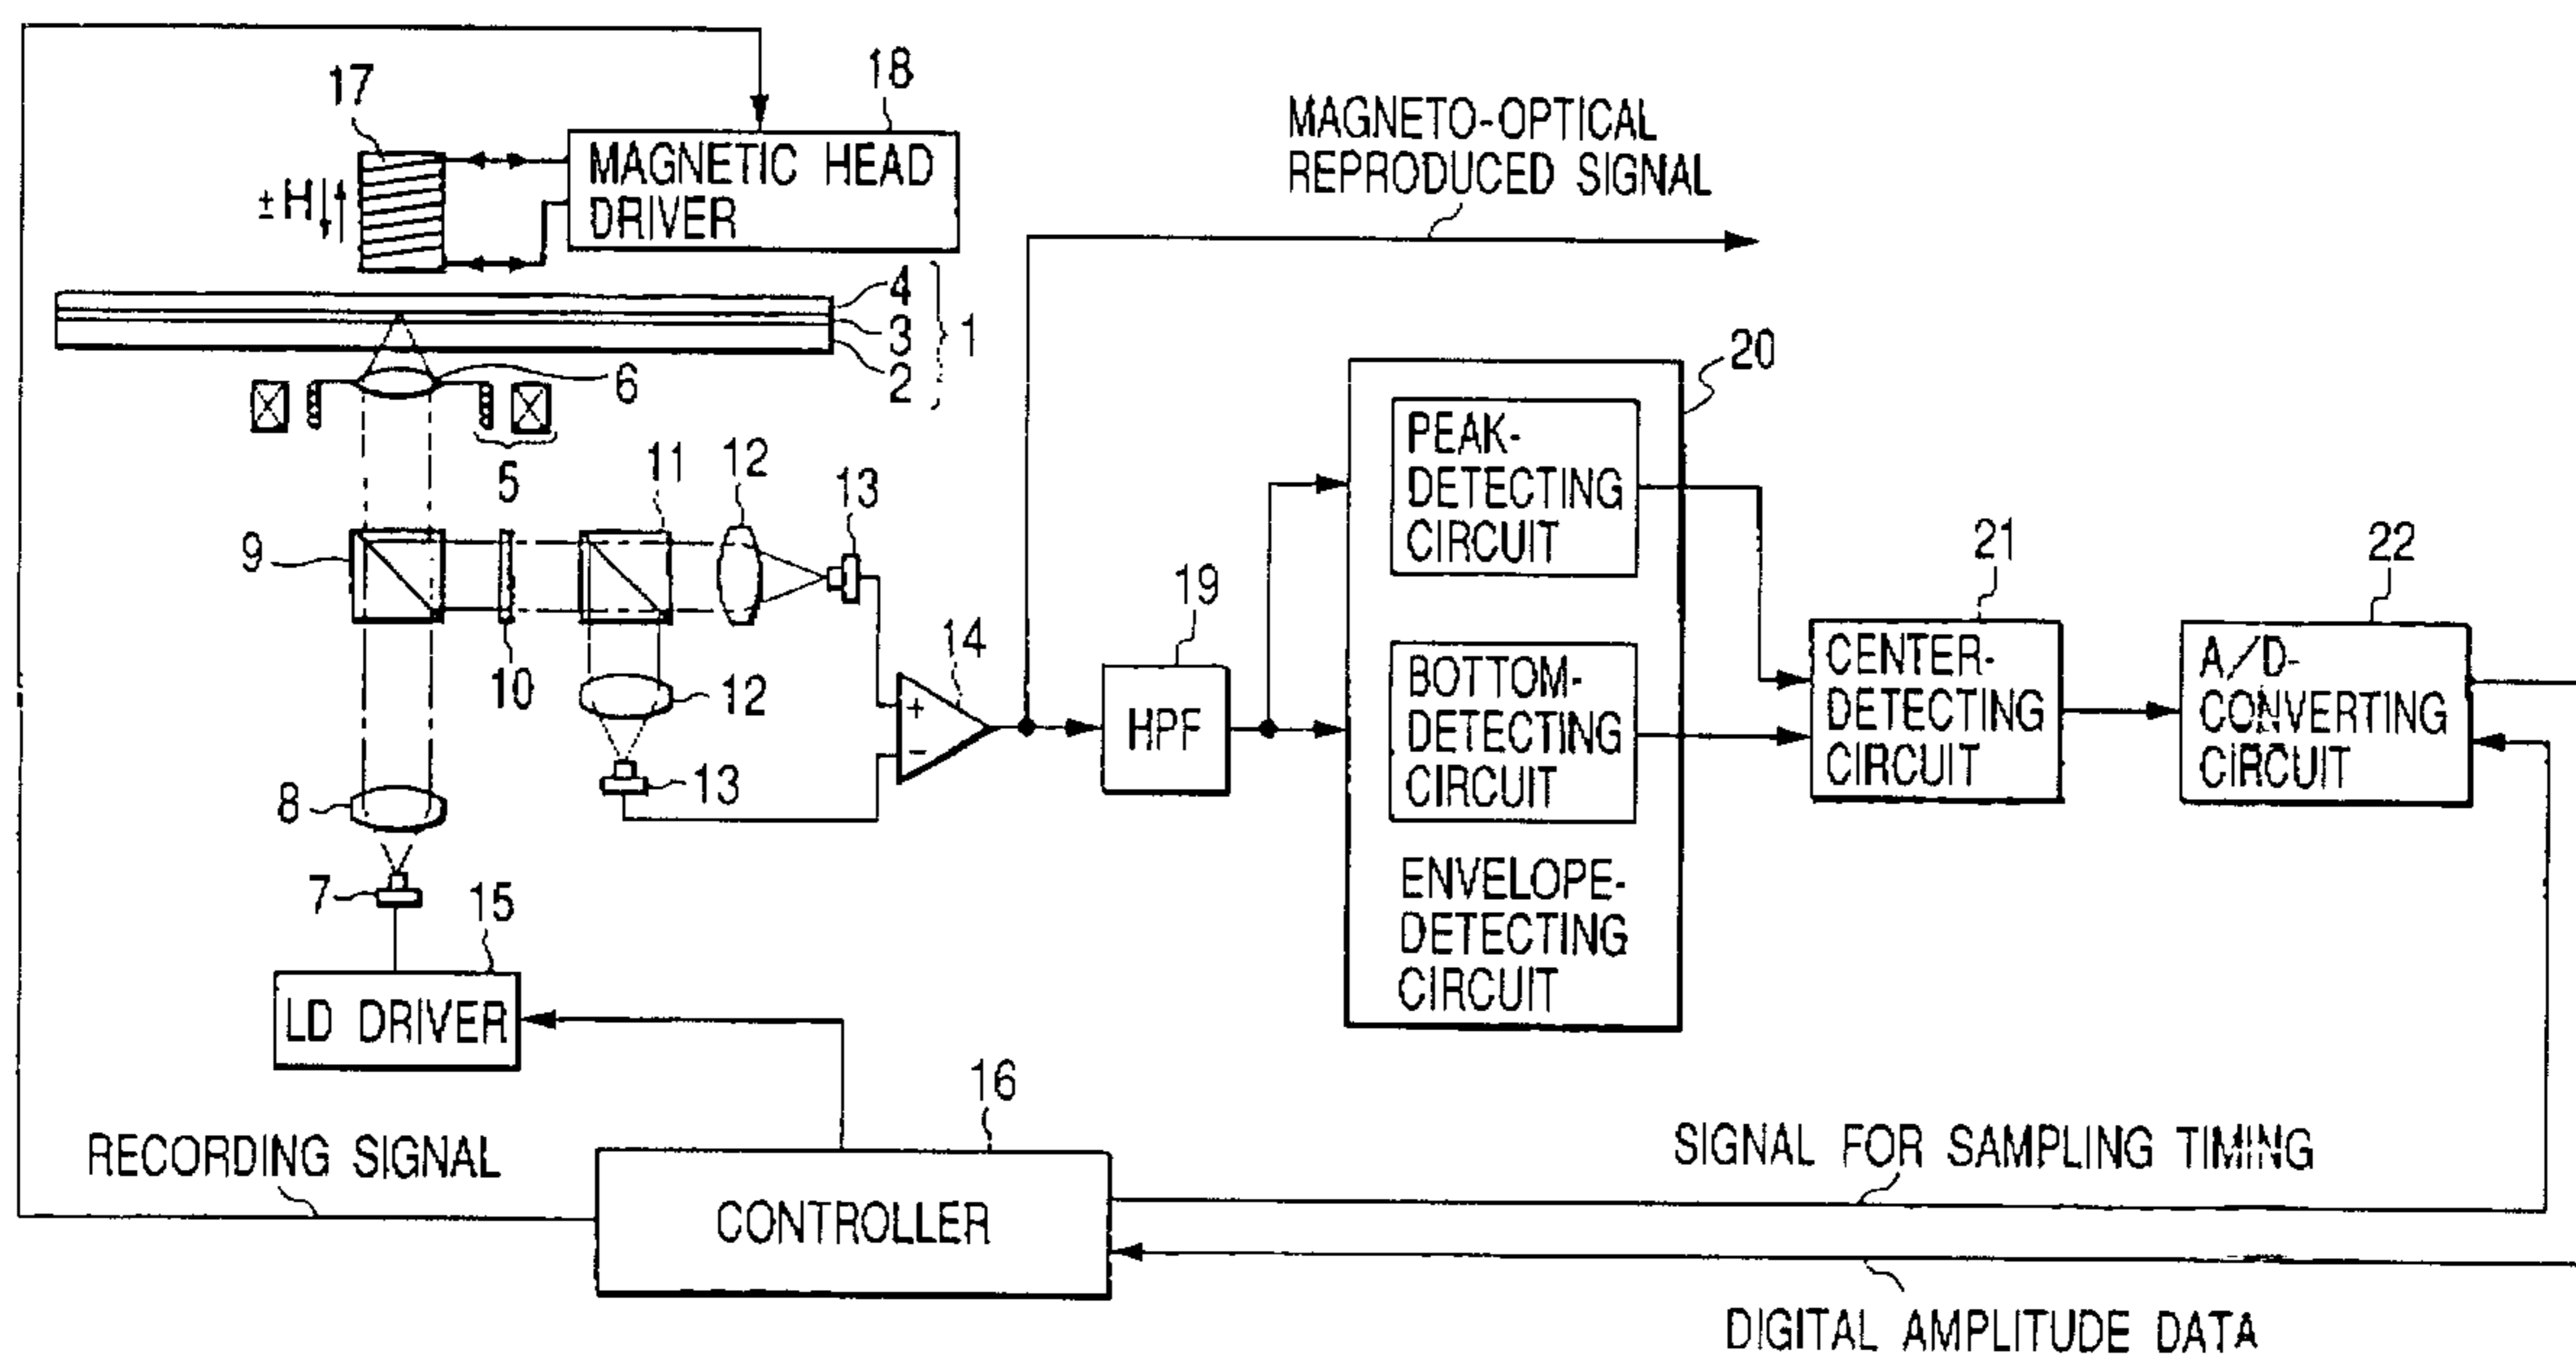 17
18
MAGNETIC HEAD
DRIVER
± H
MAGNETO-OPTICAL
REPRODUCED SIGNAL
4
3
2
1
6
5
20
PEAK-
DETECTING
CIRCUIT
BOTTOM-
DETECTING
CIRCUIT
ENVELOPE-
DETECTING
CIRCUIT
11
12
13
9
10
12
13
14
+
−
19
HPF
21
CENTER-
DETECTING
CIRCUIT
22
A/D-
CONVERTING
CIRCUIT
8
7
15
LD DRIVER
16
CONTROLLER
RECORDING SIGNAL
SIGNAL FOR SAMPLING TIMING
DIGITAL AMPLITUDE DATA